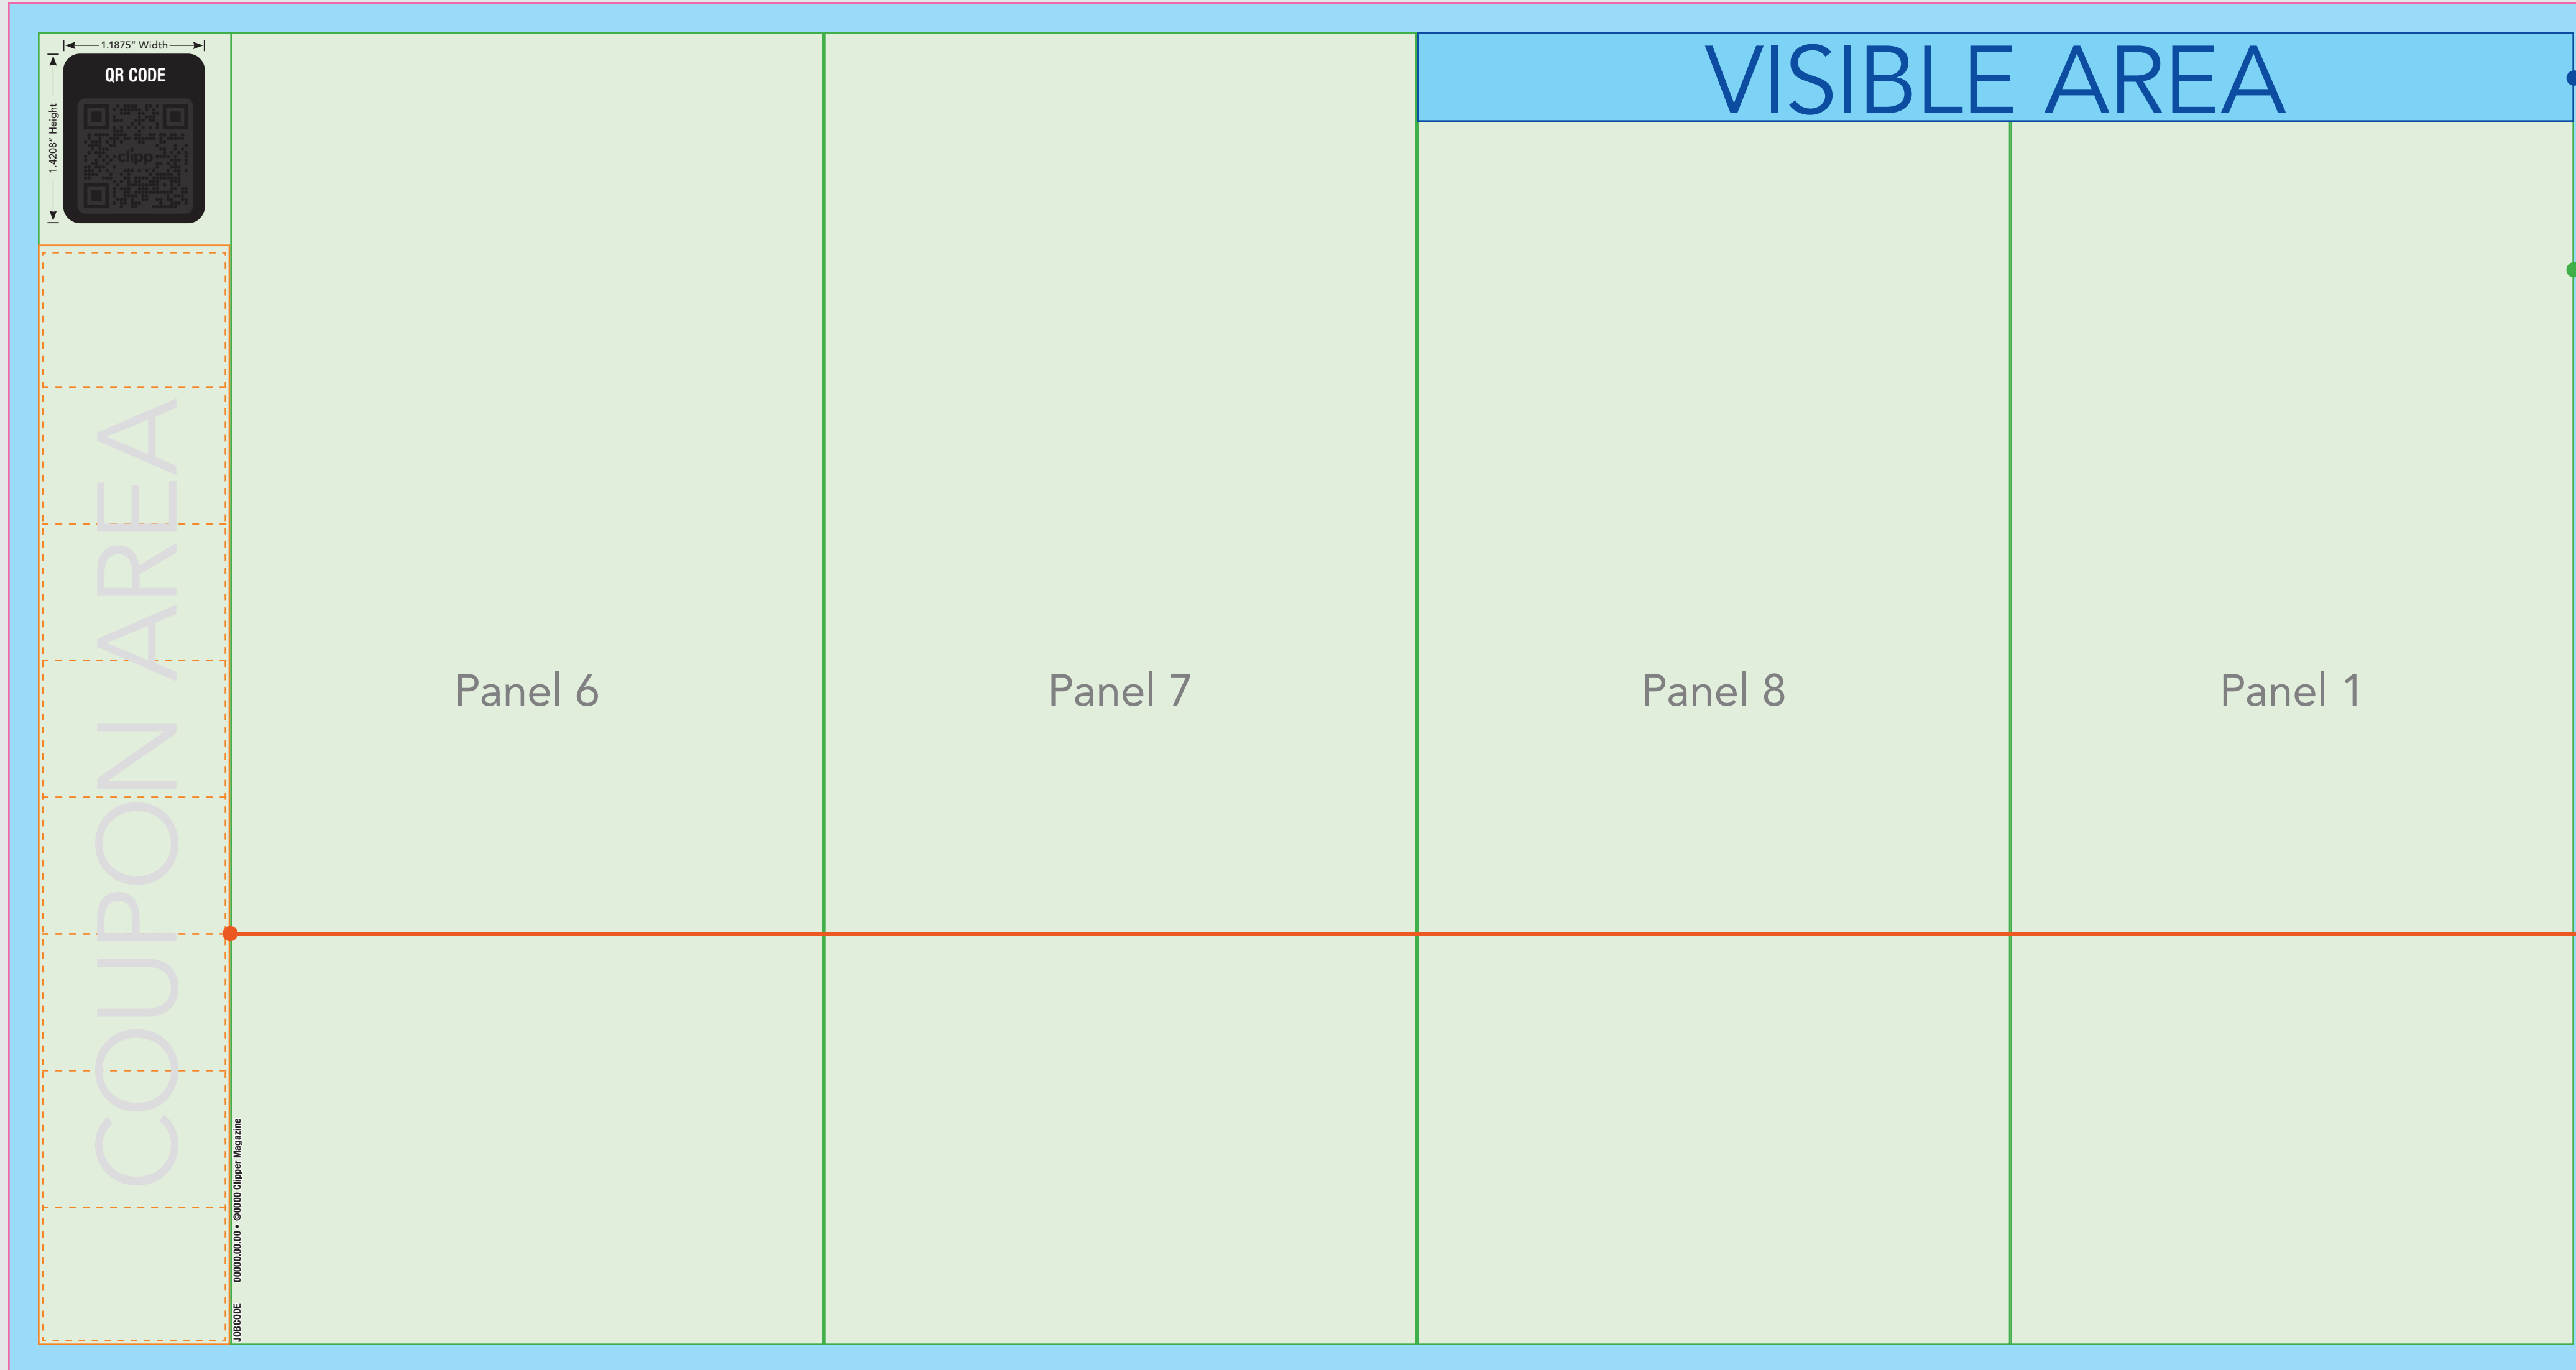 1.1875" Width
1.4208" Height
QR CODE
clipp
VISIBLE AREA
COUPON AREA
Panel 6
Panel 7
Panel 8
Panel 1
JOBCODE 00000.00.00 • ©0000 Clipper Magazine